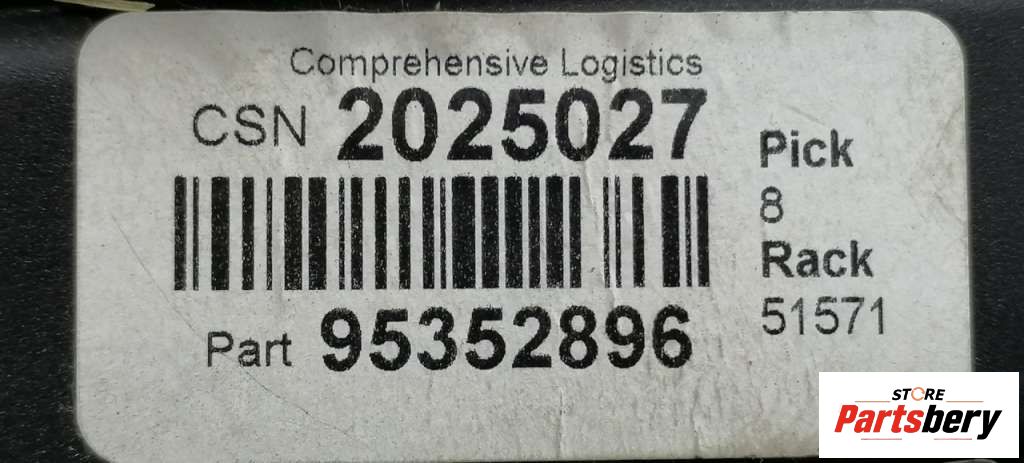 Comprehensive Logistics
CSN 2025027
Part 95352896
Pick
8
Rack
51571
STORE
Partsbery